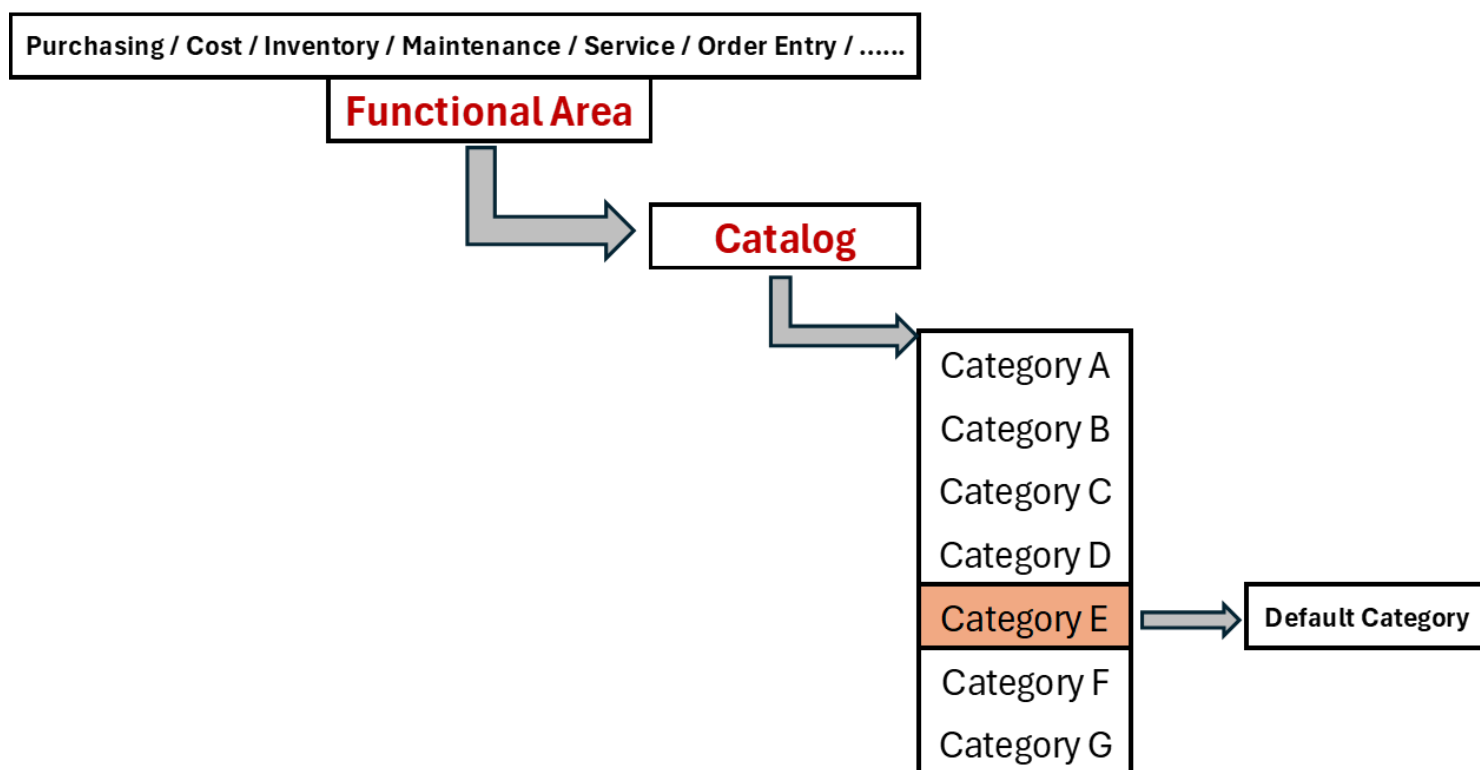 Purchasing / Cost / Inventory / Maintenance / Service / Order Entry / ......
Functional Area
Catalog
Category A
Category B
Category C
Category D
Category E
Default Category
Category F
Category G